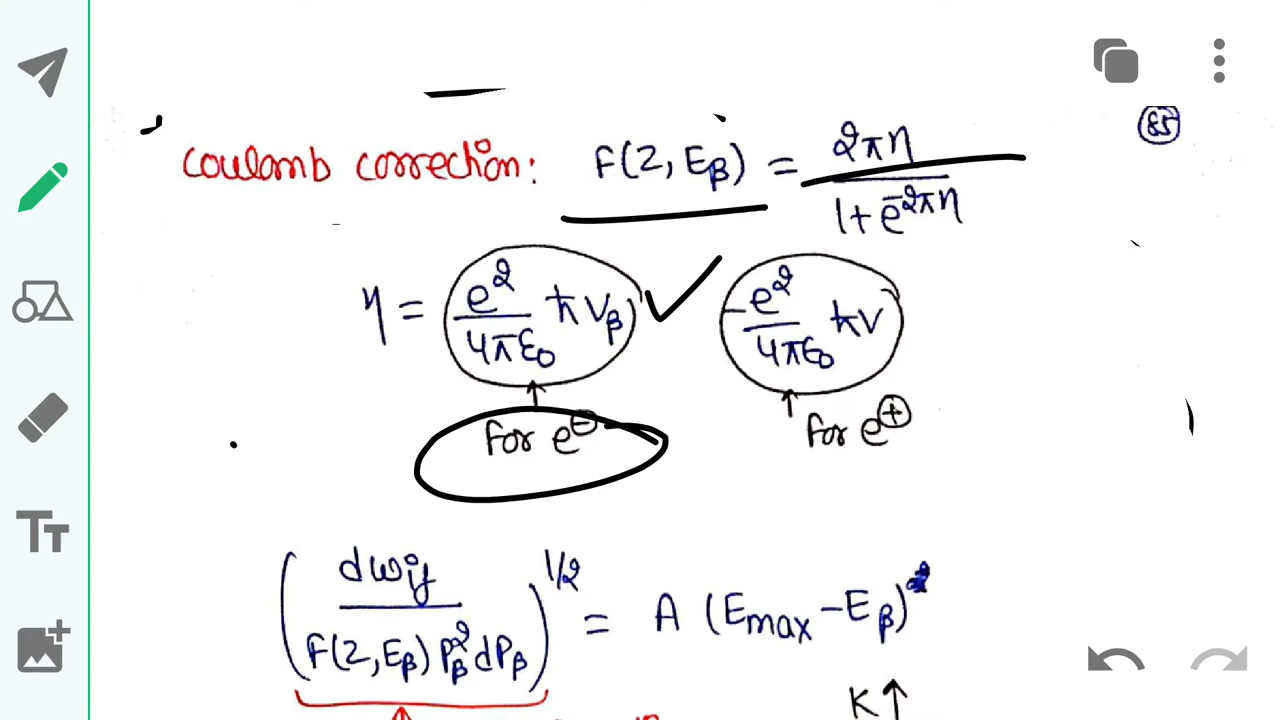 Coulomb correction: F(Z, Eβ) = 2πη / 1+e^-2πη
85
η = e² / 4πε₀ ħVβ -e² / 4πε₀ ħV
for e⊖ for e⊕
(dwif / F(Z,Eβ) Pβ² dPβ)^1/2 = A (Emax - Eβ)
K ↑
TT